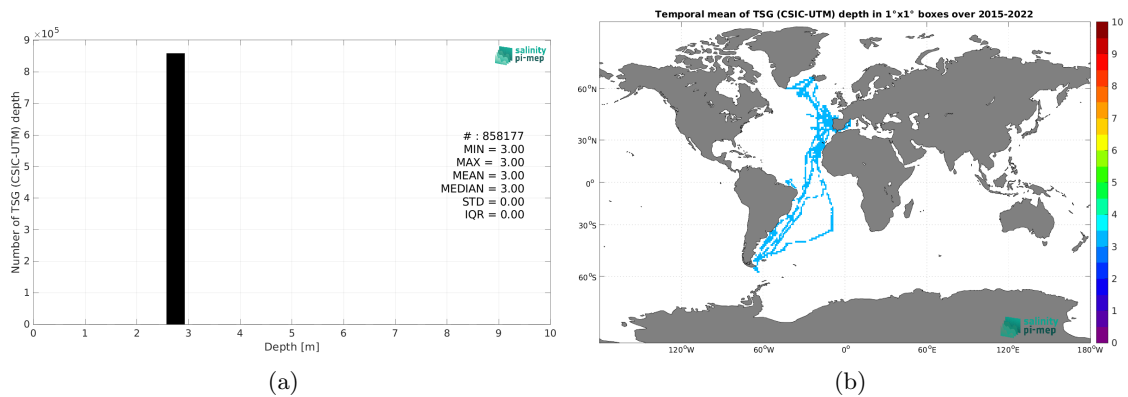 ×10⁵
9
8
7
6
5
4
3
2
1
0
Number of TSG (CSIC-UTM) depth
salinity
pi-mep
# : 858177
MIN = 3.00
MAX = 3.00
MEAN = 3.00
MEDIAN = 3.00
STD = 0.00
IQR = 0.00
0 1 2 3 4 5 6 7 8 9 10
Depth [m]
(a)
Temporal mean of TSG (CSIC-UTM) depth in 1°x1° boxes over 2015-2022
60°N
30°N
0°
30°S
60°S
120°W 60°W 0° 60°E 120°E 180°W
salinity
pi-mep
10
9
8
7
6
5
4
3
2
1
0
(b)